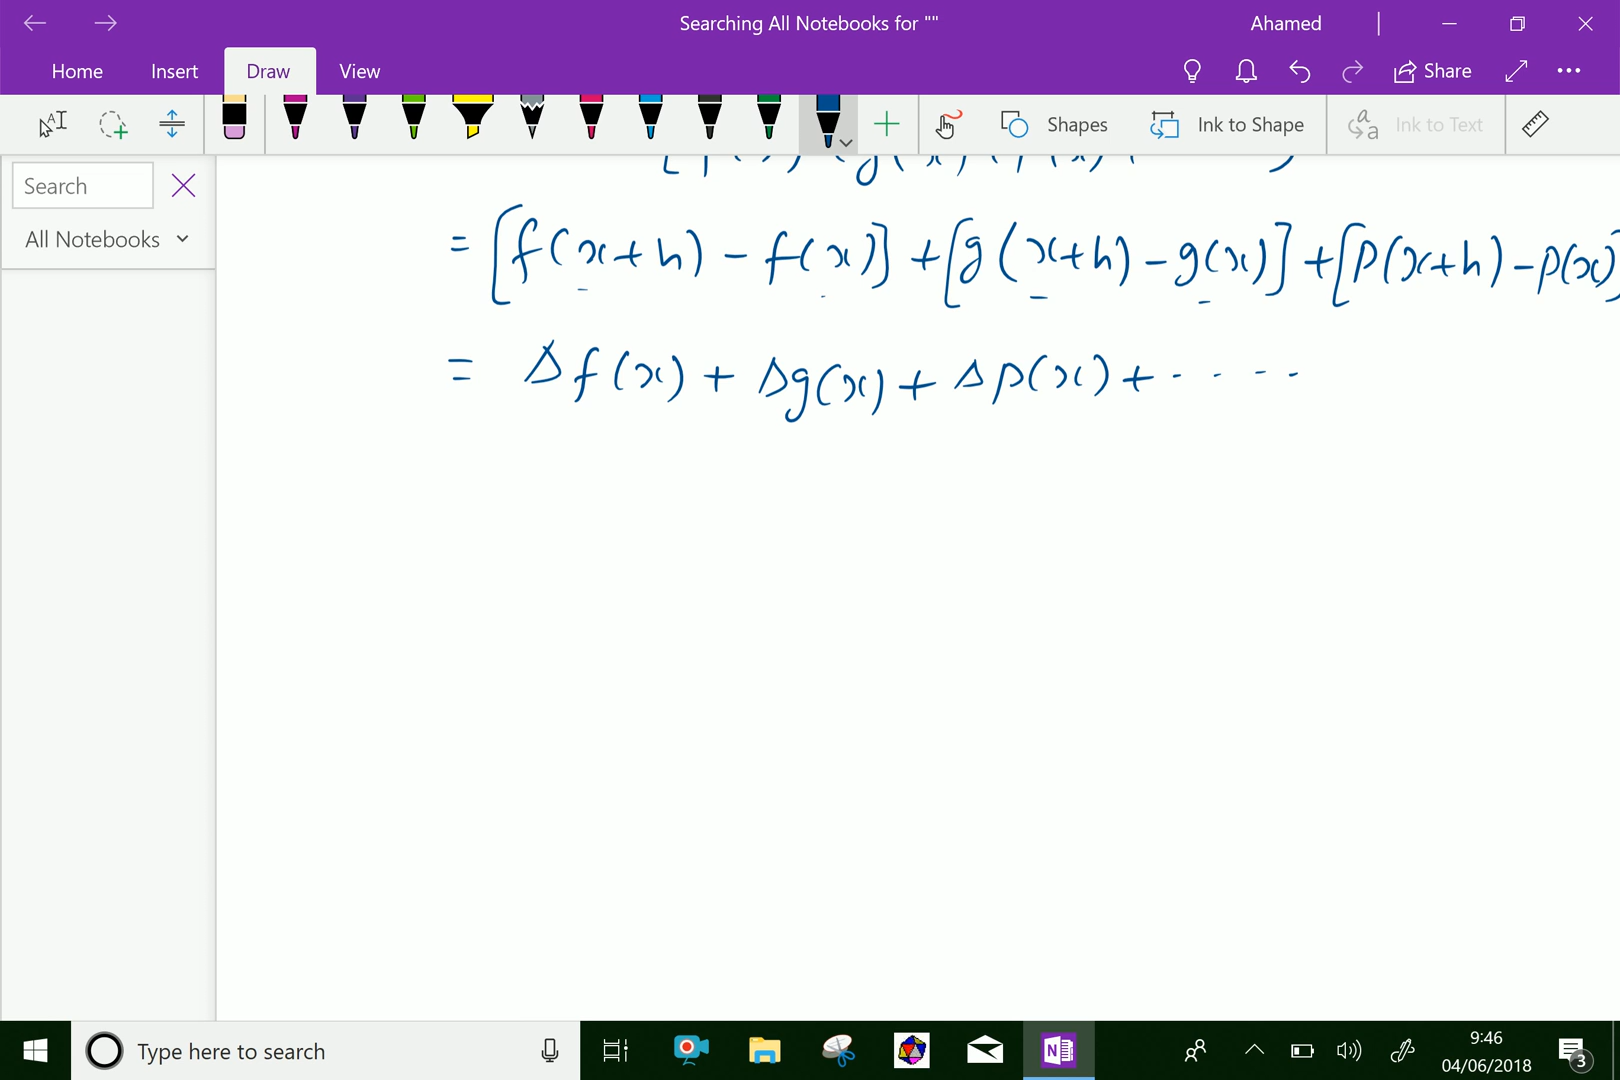 Searching All Notebooks for ""
Ahamed
Home Insert Draw View Share
Shapes Ink to Shape Ink to Text
Search
All Notebooks
= [f(x+h) - f(x)] + [g(x+h) - g(x)] + [p(x+h) - p(x)
= Δf(x) + Δg(x) + Δp(x) + .....
Type here to search
9:46
04/06/2018
3